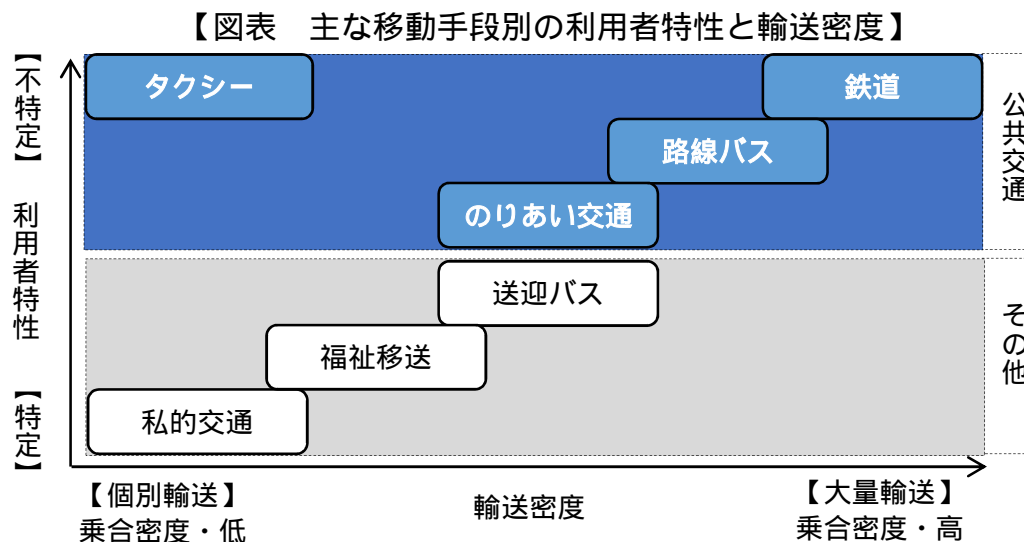 【図表　主な移動手段別の利用者特性と輸送密度】
【不特定】
利用者特性
【特定】
タクシー
鉄道
路線バス
のりあい交通
送迎バス
福祉移送
私的交通
公共交通
その他
【個別輸送】
乗合密度・低
輸送密度
【大量輸送】
乗合密度・高